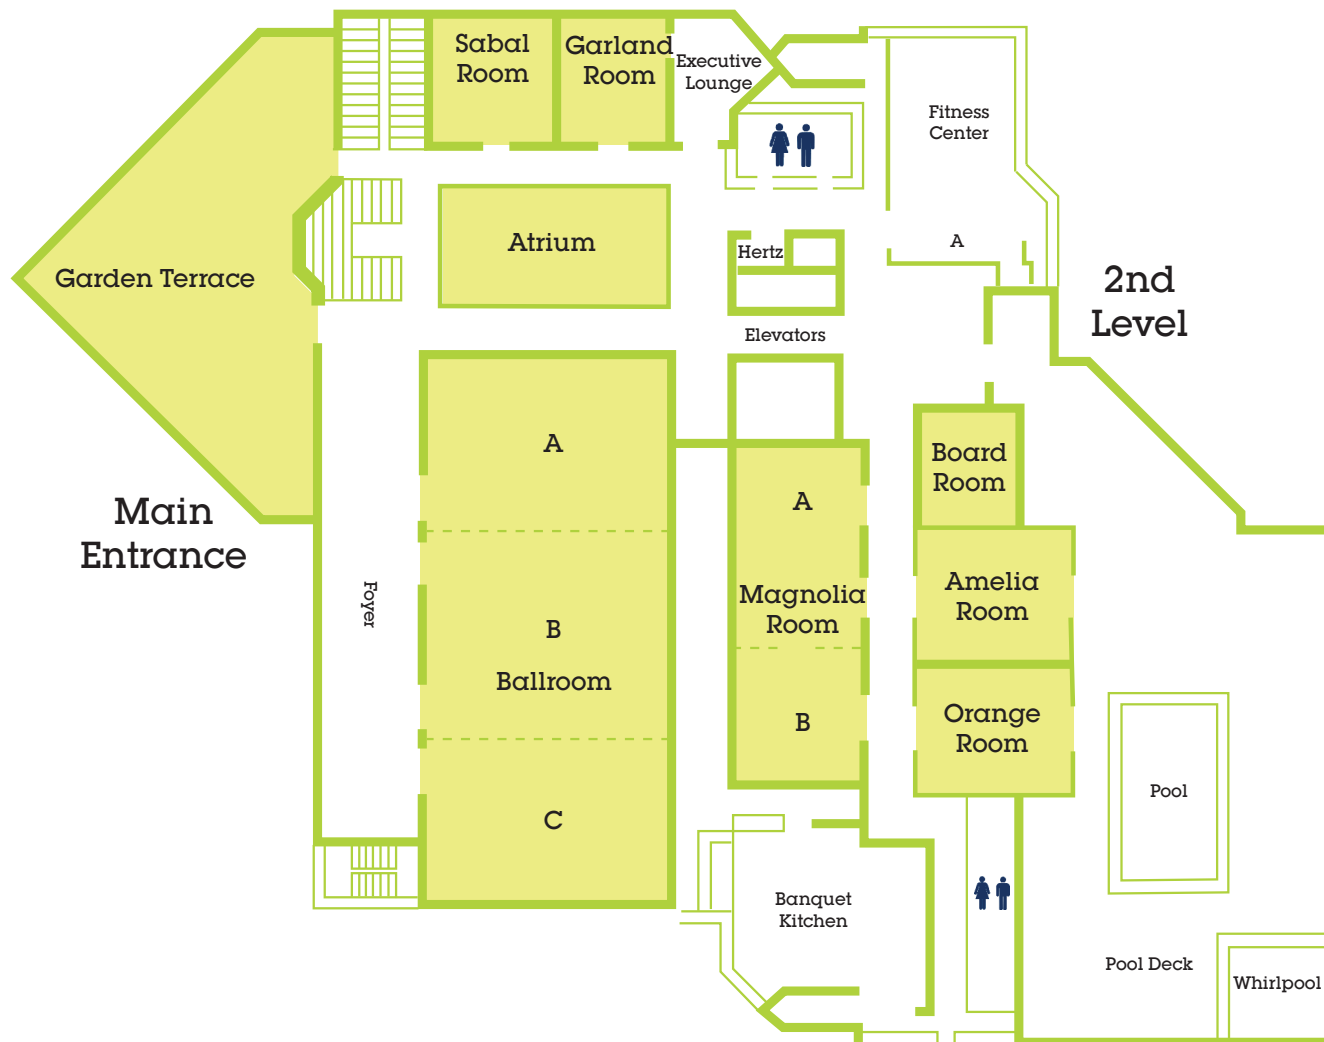 Sabal
Room
Garland
Room
Executive
Lounge
Fitness
Center
A
Hertz
Atrium
Garden Terrace
2nd
Level
Elevators
A
B
Ballroom
C
Foyer
Main
Entrance
A
Magnolia
Room
B
Board
Room
Amelia
Room
Orange
Room
Pool
Banquet
Kitchen
Pool Deck
Whirlpool